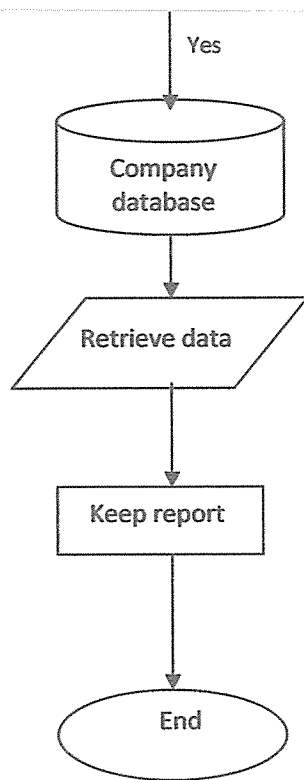 Yes
Company
database
Retrieve data
Keep report
End